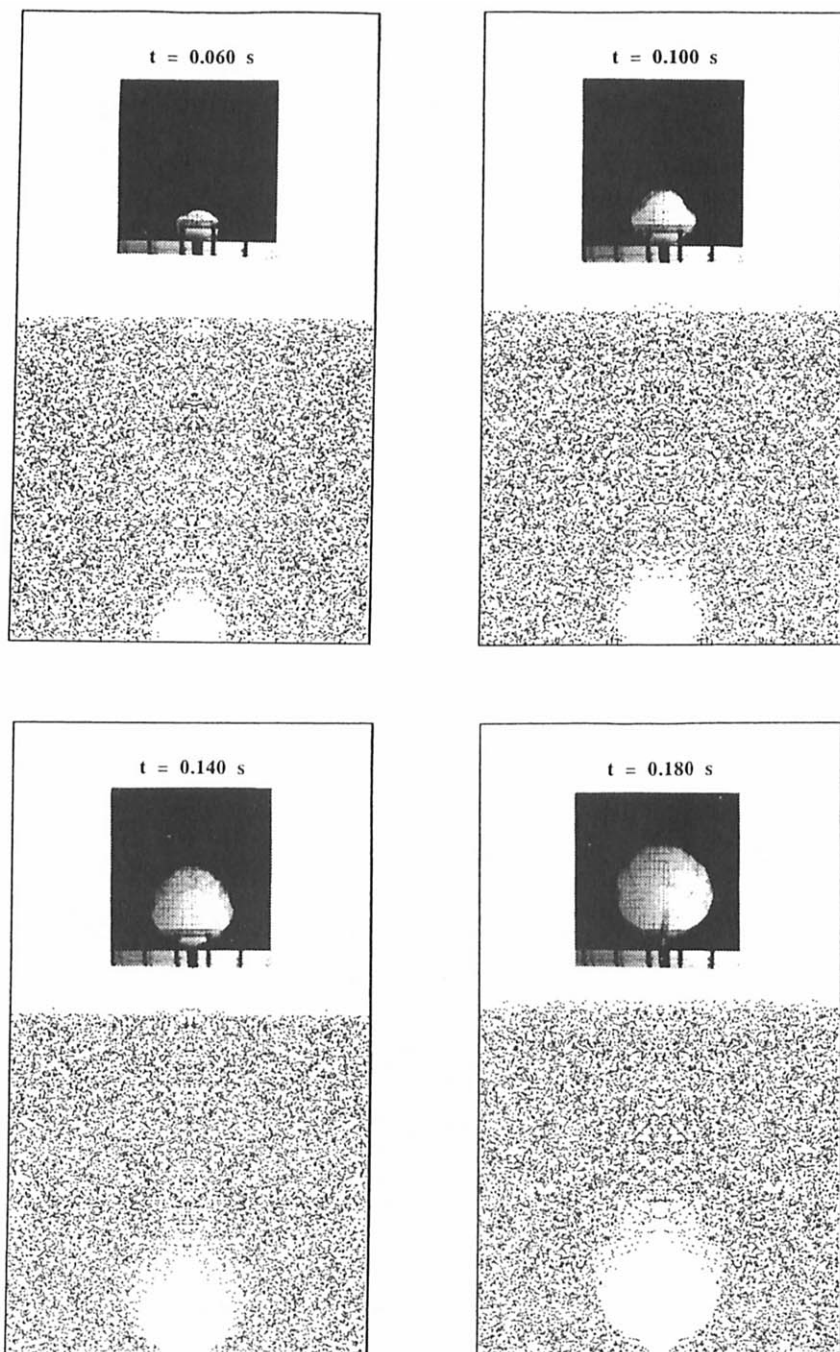 t = 0.060 s
t = 0.100 s
t = 0.140 s
t = 0.180 s